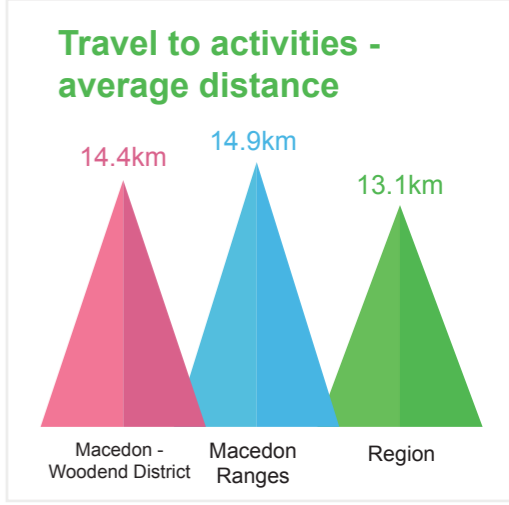 Travel to activities -
average distance
14.4km
14.9km
13.1km
Macedon -
Woodend District
Macedon
Ranges
Region